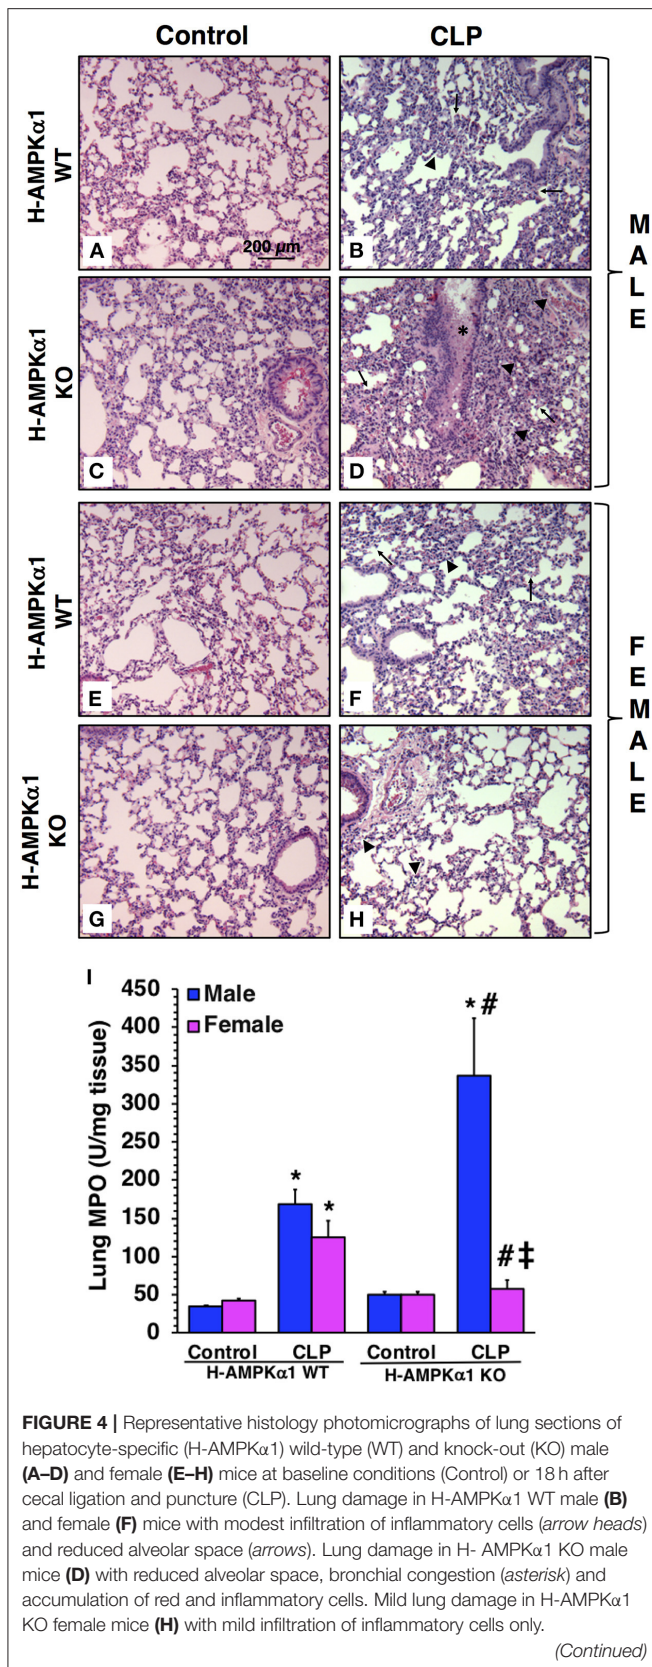 Control CLP
H-AMPKα1
WT
A
200 µm
B
H-AMPKα1
KO
C
*
D
MALE
H-AMPKα1
WT
E
F
H-AMPKα1
KO
G
H
FEMALE
I
450
400
350
300
250
200
150
100
50
0
Lung MPO (U/mg tissue)
Male
Female
*
*
* #
# ‡
Control CLP Control CLP
H-AMPKα1 WT H-AMPKα1 KO
FIGURE 4 | Representative histology photomicrographs of lung sections of
hepatocyte-specific (H-AMPKα1) wild-type (WT) and knock-out (KO) male
(A–D) and female (E–H) mice at baseline conditions (Control) or 18 h after
cecal ligation and puncture (CLP). Lung damage in H-AMPKα1 WT male (B)
and female (F) mice with modest infiltration of inflammatory cells (arrow heads)
and reduced alveolar space (arrows). Lung damage in H- AMPKα1 KO male
mice (D) with reduced alveolar space, bronchial congestion (asterisk) and
accumulation of red and inflammatory cells. Mild lung damage in H-AMPKα1
KO female mice (H) with mild infiltration of inflammatory cells only.
(Continued)